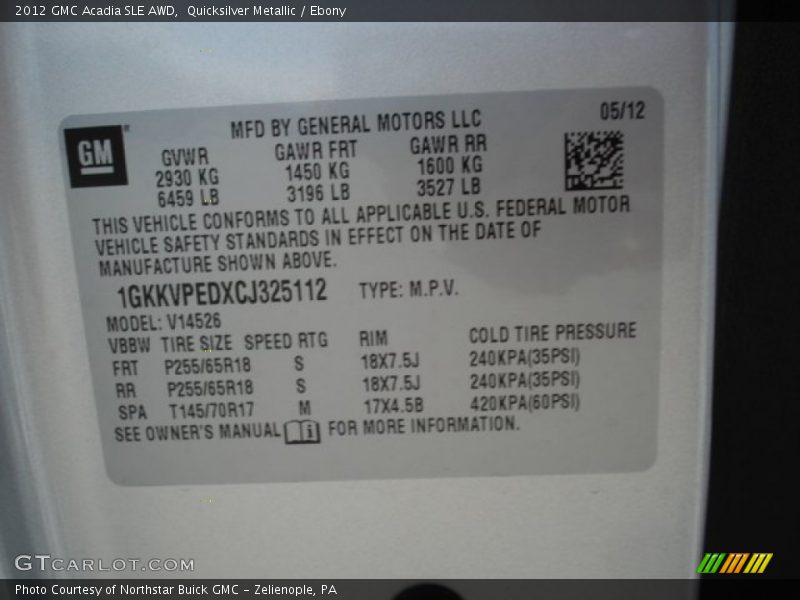 2012 GMC Acadia SLE AWD, Quicksilver Metallic / Ebony
05/12
MFD BY GENERAL MOTORS LLC
GM
GVWR GAWR FRT GAWR RR
2930 KG 1450 KG 1600 KG
6459 LB 3196 LB 3527 LB
THIS VEHICLE CONFORMS TO ALL APPLICABLE U.S. FEDERAL MOTOR
VEHICLE SAFETY STANDARDS IN EFFECT ON THE DATE OF
MANUFACTURE SHOWN ABOVE.
1GKKVPEDXCJ325112 TYPE: M.P.V.
MODEL: V14526
VBBW TIRE SIZE SPEED RTG RIM COLD TIRE PRESSURE
FRT P255/65R18 S 18X7.5J 240KPA(35PSI)
RR P255/65R18 S 18X7.5J 240KPA(35PSI)
SPA T145/70R17 M 17X4.5B 420KPA(60PSI)
SEE OWNER'S MANUAL i FOR MORE INFORMATION.
GTCARLOT.COM
Photo Courtesy of Northstar Buick GMC - Zelienople, PA